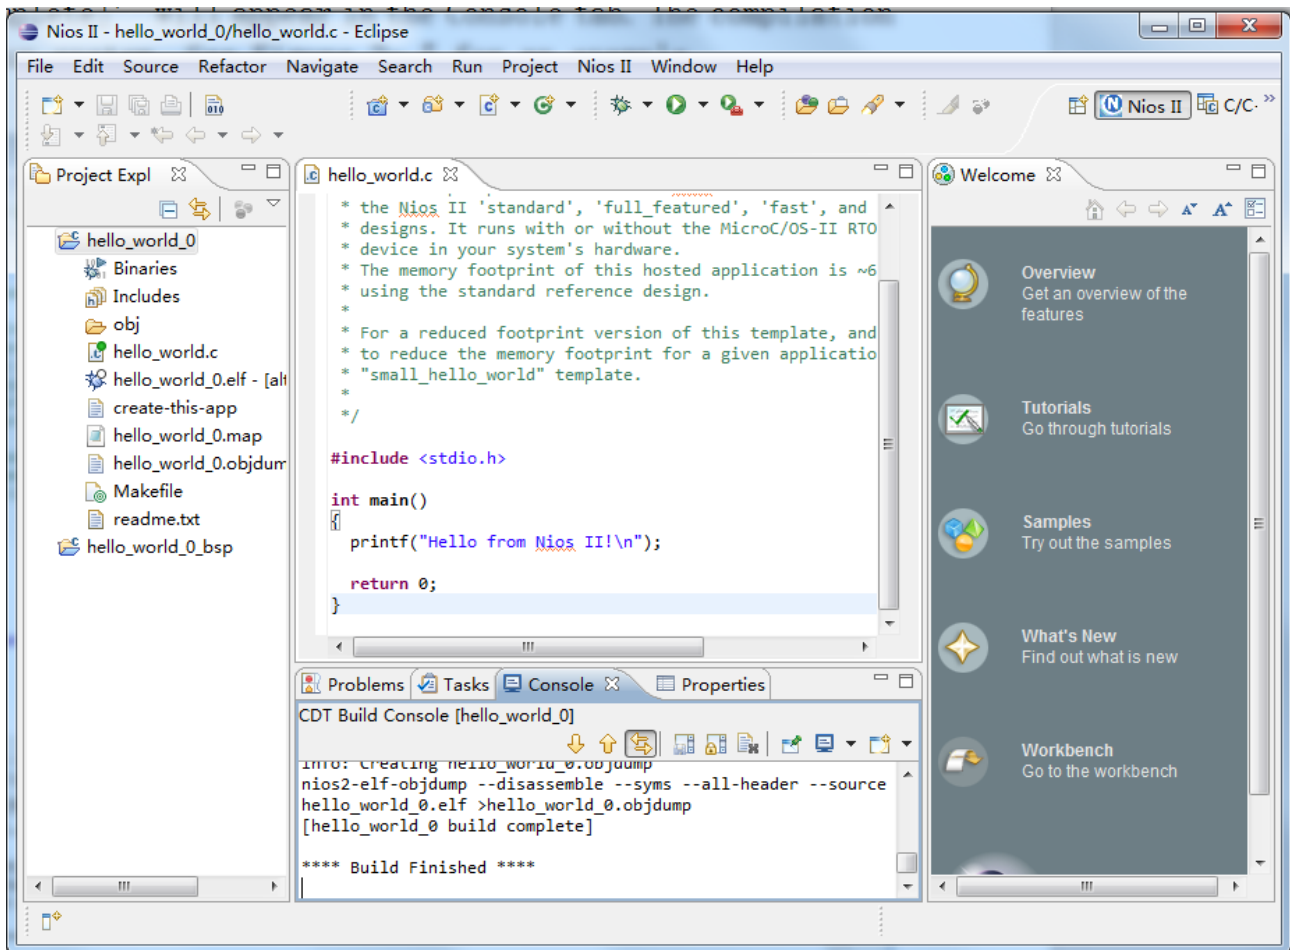 Nios II - hello_world_0/hello_world.c - Eclipse
File Edit Source Refactor Navigate Search Run Project Nios II Window Help
Nios II C/C·
Project Expl
hello_world_0
Binaries
Includes
obj
hello_world.c
hello_world_0.elf - [alt
create-this-app
hello_world_0.map
hello_world_0.objdum
Makefile
readme.txt
hello_world_0_bsp
hello_world.c
* the Nios II 'standard', 'full_featured', 'fast', and
* designs. It runs with or without the MicroC/OS-II RTO
* device in your system's hardware.
* The memory footprint of this hosted application is ~6
* using the standard reference design.
*
* For a reduced footprint version of this template, and
* to reduce the memory footprint for a given applicatio
* "small_hello_world" template.
*
*/
#include <stdio.h>
int main()
{
printf("Hello from Nios II!\n");
return 0;
}
Problems Tasks Console Properties
CDT Build Console [hello_world_0]
Info: Creating hello_world_0.objdump
nios2-elf-objdump --disassemble --syms --all-header --source
hello_world_0.elf >hello_world_0.objdump
[hello_world_0 build complete]
**** Build Finished ****
Welcome
Overview
Get an overview of the
features
Tutorials
Go through tutorials
Samples
Try out the samples
What's New
Find out what is new
Workbench
Go to the workbench